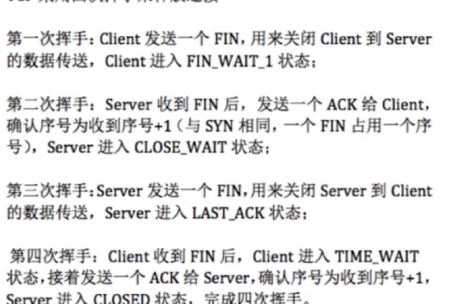 第一次挥手：Client 发送一个 FIN，用来关闭 Client 到 Server
的数据传送，Client 进入 FIN_WAIT_1 状态；
第二次挥手：Server 收到 FIN 后，发送一个 ACK 给 Client，
确认序号为收到序号+1（与 SYN 相同，一个 FIN 占用一个序
号），Server 进入 CLOSE_WAIT 状态；
第三次挥手：Server 发送一个 FIN，用来关闭 Server 到 Client
的数据传送，Server 进入 LAST_ACK 状态；
第四次挥手：Client 收到 FIN 后，Client 进入 TIME_WAIT
状态，接着发送一个 ACK 给 Server，确认序号为收到序号+1，
Server 进入 CLOSED 状态，完成四次挥手。